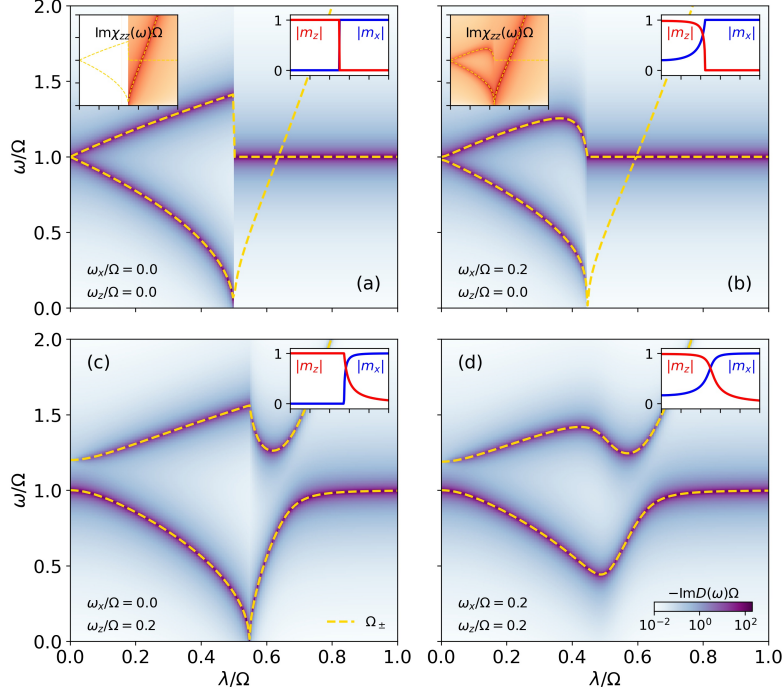 2.0
1.5
1.0
0.5
0.0
ω/Ω
Imχzz(ω)Ω
1
|mz|
|mx|
0
ωx/Ω = 0.0
ωz/Ω = 0.0
(a)
Imχzz(ω)Ω
1
|mz|
|mx|
0
ωx/Ω = 0.2
ωz/Ω = 0.0
(b)
2.0
1.5
1.0
0.5
0.0
ω/Ω
(c)
1
|mz|
|mx|
0
ωx/Ω = 0.0
ωz/Ω = 0.2
Ω±
0.0
0.2
0.4
0.6
0.8
1.0
λ/Ω
(d)
1
|mz|
|mx|
0
ωx/Ω = 0.2
ωz/Ω = 0.2
−ImD(ω)Ω
10⁻² 10⁰ 10²
0.0
0.2
0.4
0.6
0.8
1.0
λ/Ω